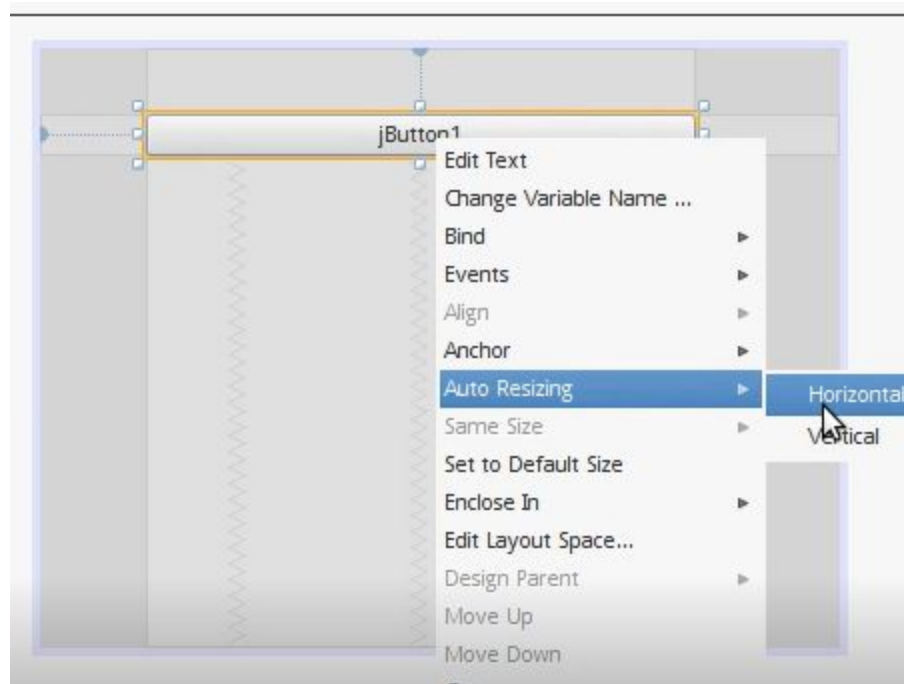 jButton1
Edit Text
Change Variable Name ...
Bind
Events
Align
Anchor
Auto Resizing
Horizontal
Same Size
Vertical
Set to Default Size
Enclose In
Edit Layout Space...
Design Parent
Move Up
Move Down